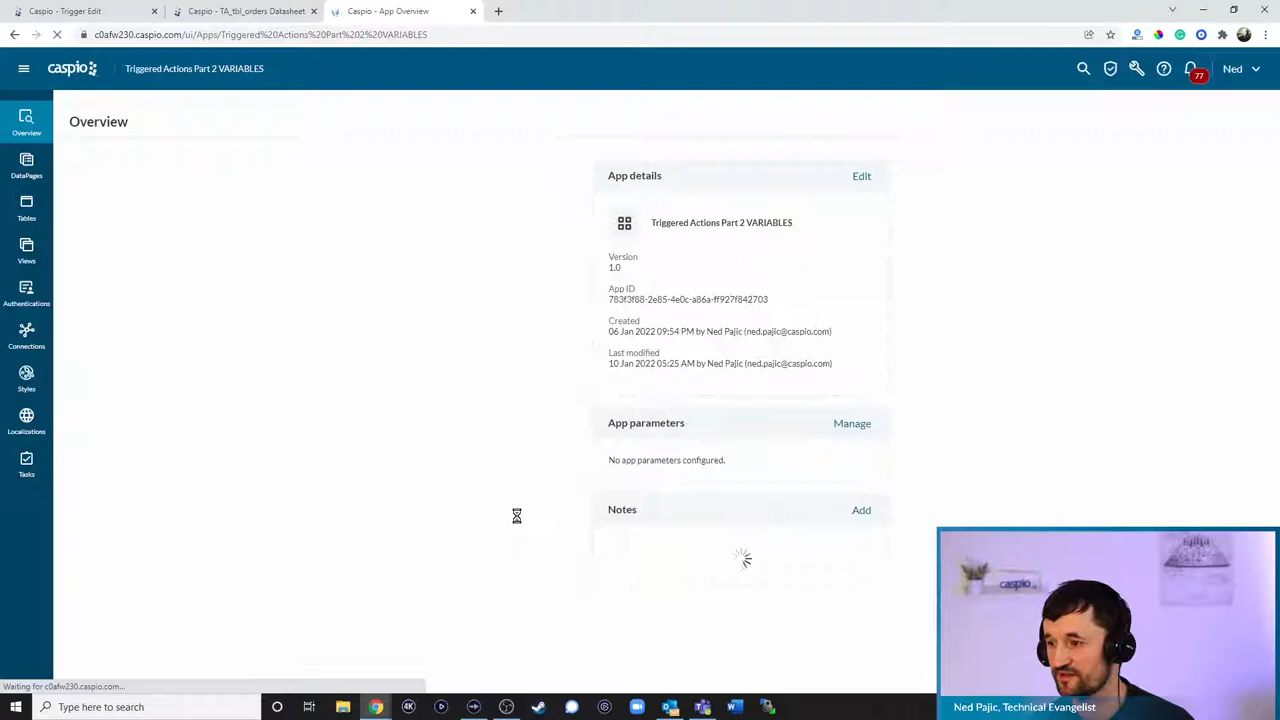 Caspio - Trigger Edit
Caspio - TA_tbl_orders Datasheet
Caspio - App Overview
c0afw230.caspio.com/ui/Apps/Triggered%20Actions%20Part%202%20VARIABLES
caspio
Triggered Actions Part 2 VARIABLES
77
Ned
Overview
Overview
DataPages
Tables
Views
Authentications
Connections
Styles
Localizations
Tasks
App details
Edit
Triggered Actions Part 2 VARIABLES
Version
1.0
App ID
783f3f88-2e85-4e0c-a86a-ff927f842703
Created
06 Jan 2022 09:54 PM by Ned Pajic (ned.pajic@caspio.com)
Last modified
10 Jan 2022 05:25 AM by Ned Pajic (ned.pajic@caspio.com)
App parameters
Manage
No app parameters configured.
Notes
Add
caspio
Waiting for c0afw230.caspio.com...
Type here to search
4K
Ned Pajic, Technical Evangelist